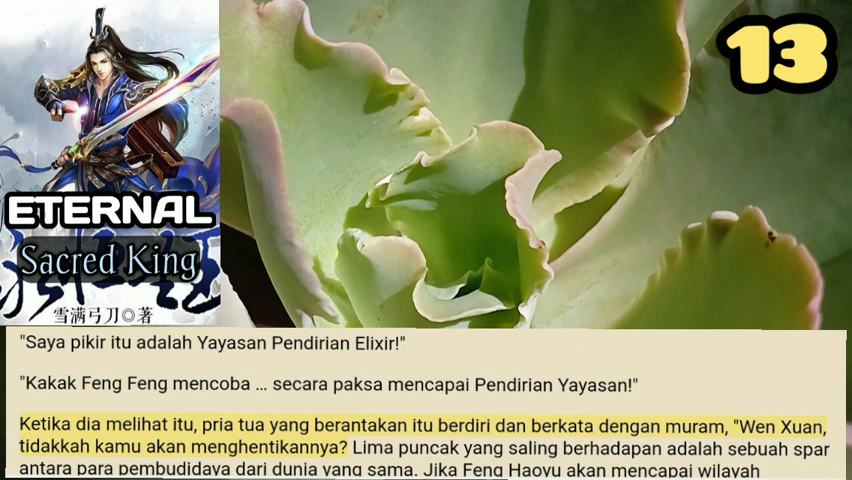 13
ETERNAL
Sacred King
雪满弓刀◎著
"Saya pikir itu adalah Yayasan Pendirian Elixir!"
"Kakak Feng Feng mencoba ... secara paksa mencapai Pendirian Yayasan!"
Ketika dia melihat itu, pria tua yang berantakan itu berdiri dan berkata dengan muram, "Wen Xuan,
tidakkah kamu akan menghentikannya? Lima puncak yang saling berhadapan adalah sebuah spar
antara para pembudidaya dari dunia yang sama. Jika Feng Haoyu akan mencapai wilayah